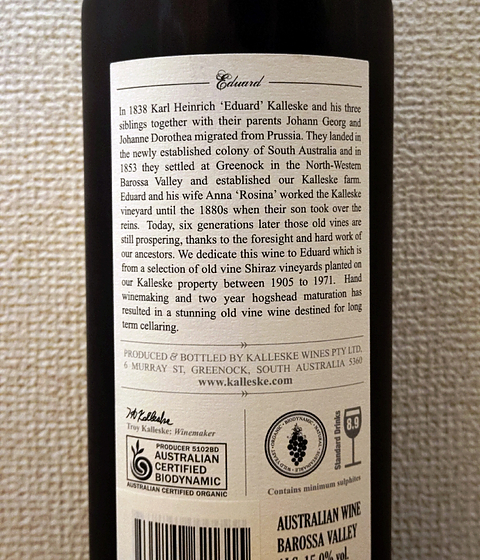 Eduard
In 1838 Karl Heinrich ‘Eduard’ Kalleske and his three
siblings together with their parents Johann Georg and
Johanne Dorothea migrated from Prussia. They landed in
the newly established colony of South Australia and in
1853 they settled at Greenock in the North-Western
Barossa Valley and established our Kalleske farm.
Eduard and his wife Anna ‘Rosina’ worked the Kalleske
vineyard until the 1880s when their son took over the
reins. Today, six generations later those old vines are
still prospering, thanks to the foresight and hard work of
our ancestors. We dedicate this wine to Eduard which is
from a selection of old vine Shiraz vineyards planted on
our Kalleske property between 1905 to 1971. Hand
winemaking and two year hogshead maturation has
resulted in a stunning old vine wine destined for long
term cellaring.
PRODUCED & BOTTLED BY KALLESKE WINES PTY LTD.
6 MURRAY ST, GREENOCK, SOUTH AUSTRALIA 5360
www.kalleske.com
Troy Kalleske: Winemaker
PRODUCER 5102BD
AUSTRALIAN
CERTIFIED
BIODYNAMIC
AUSTRALIAN CERTIFIED ORGANIC
Standard Drinks
8.9
Contains minimum sulphites
AUSTRALIAN WINE
BAROSSA VALLEY
ALC. 15.0% vol